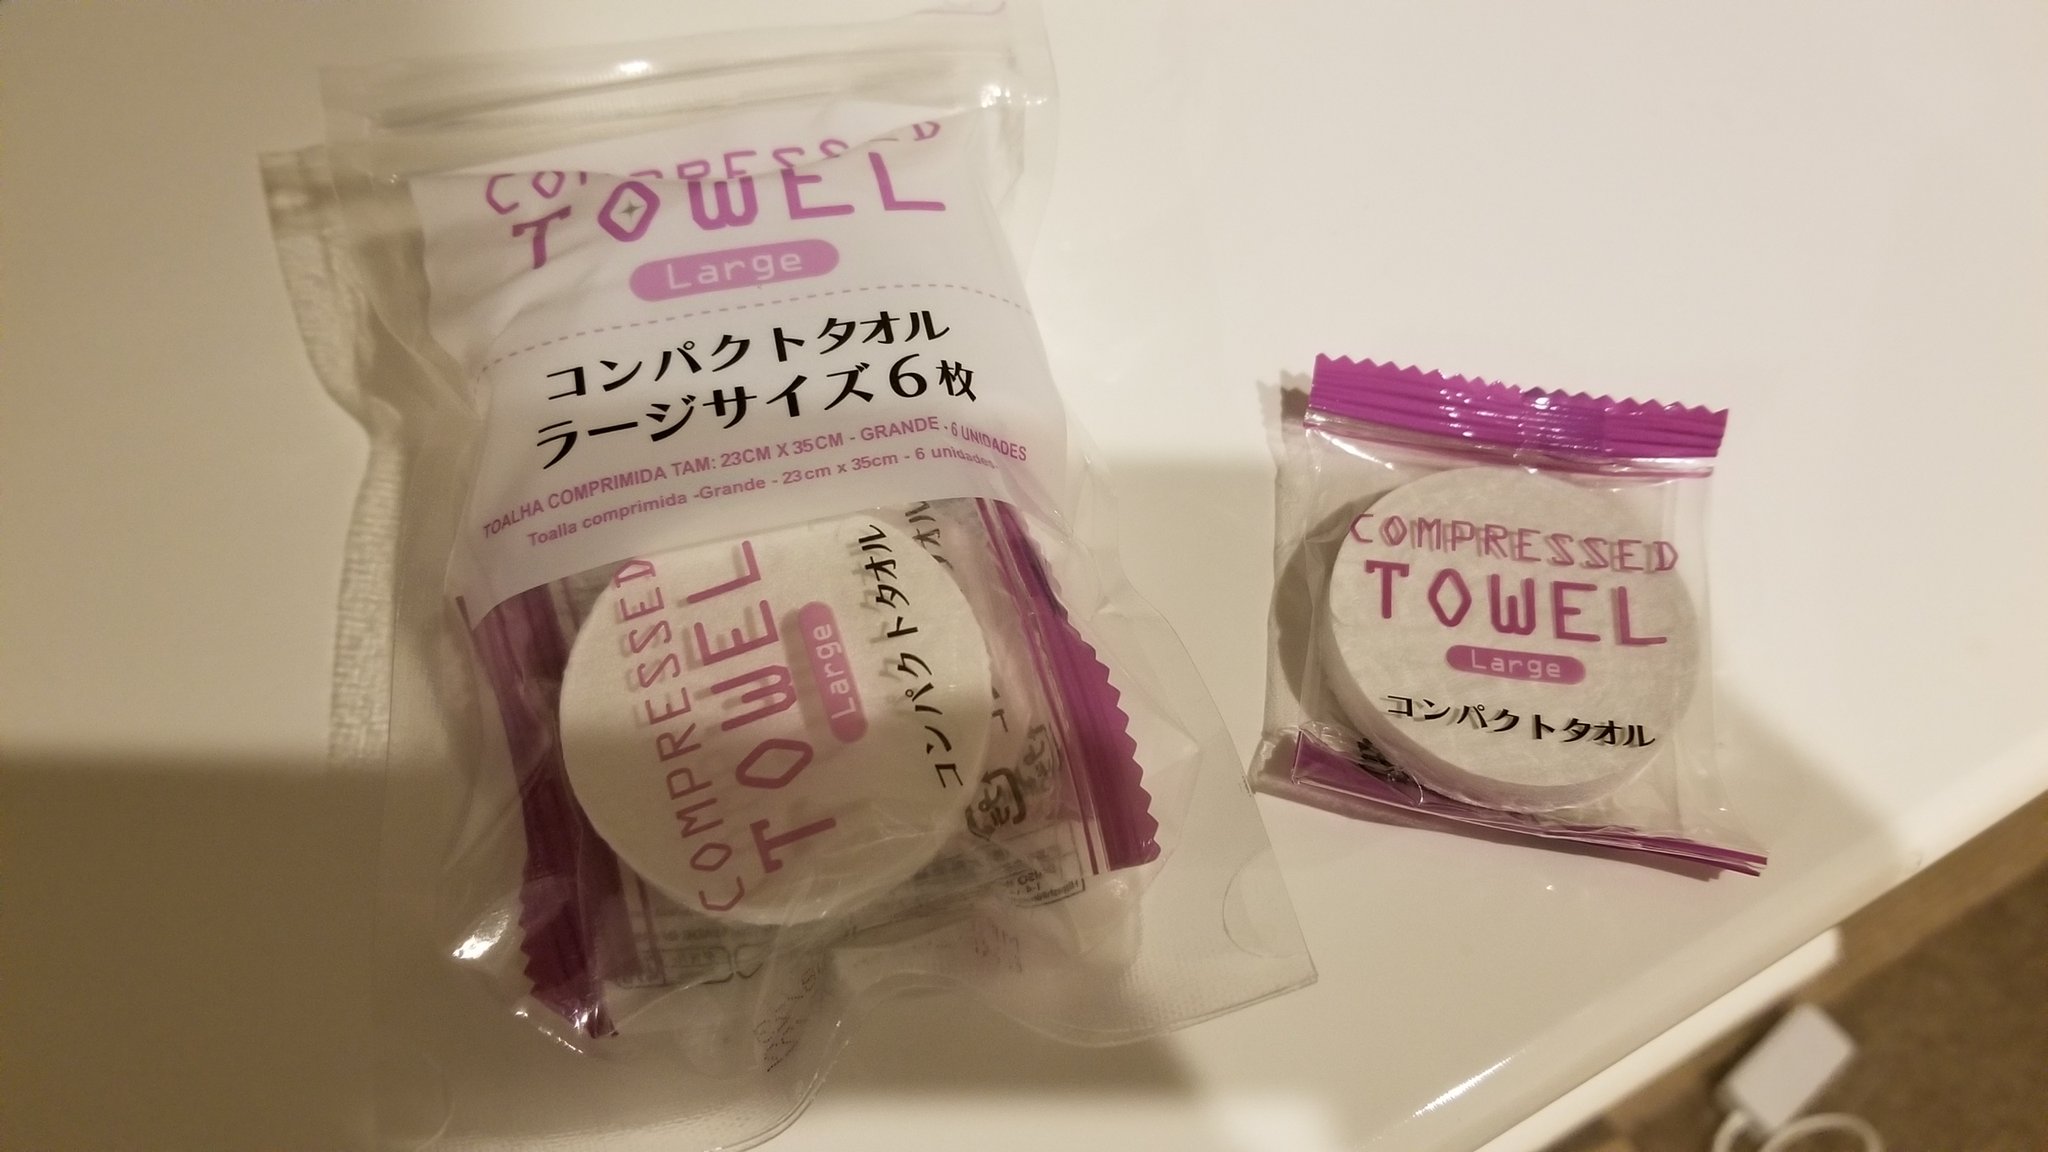 COMPRESSED
TOWEL
Large
コンパクトタオル
ラージサイズ6枚
TOALHA COMPRIMIDA TAM: 23CM X 35CM - GRANDE - 6 UNIDADES
Toalla comprimida -Grande - 23cm x 35cm - 6 unidades-
COMPRESSED
TOWEL
Large
コンパクトタオル
COMPRESSED
TOWEL
Large
コンパクトタオル